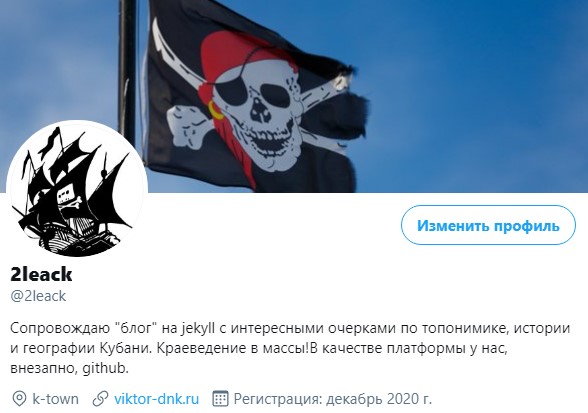 Изменить профиль
2leack
@2leack
Сопровождаю "блог" на jekyll с интересными очерками по топонимике, истории
и географии Кубани. Краеведение в массы!В качестве платформы у нас,
внезапно, github.
k-town viktor-dnk.ru Регистрация: декабрь 2020 г.